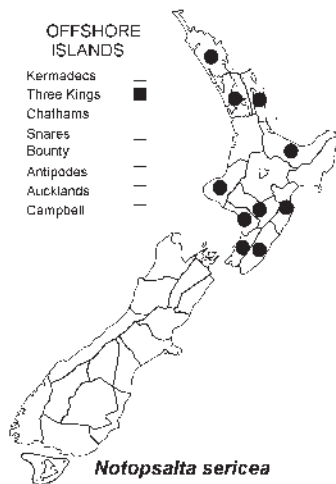 OFFSHORE
ISLANDS
Kermadecs
Three Kings
Chathams
Snares
Bounty
Antipodes
Aucklands
Campbell
Notopsalta sericea